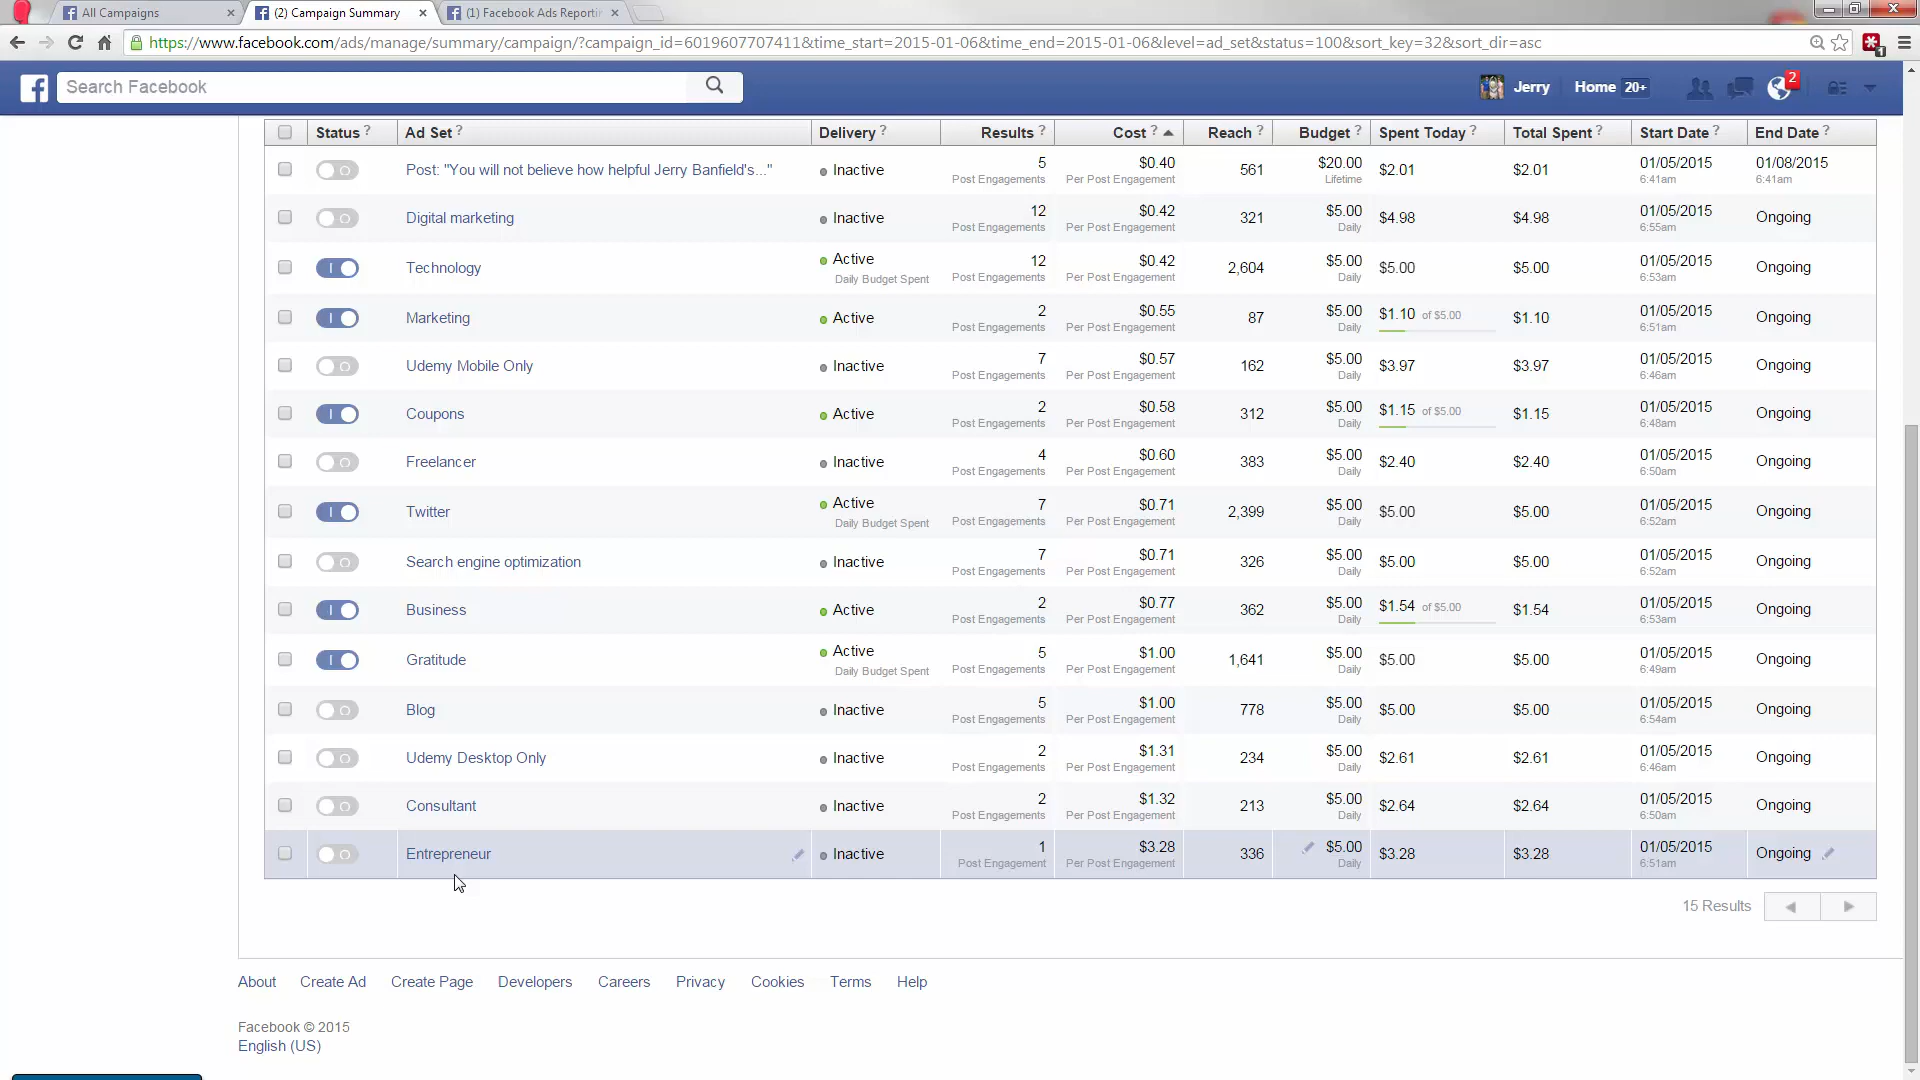 All Campaigns
(2) Campaign Summary
(1) Facebook Ads Reportin
https://www.facebook.com/ads/manage/summary/campaign/?campaign_id=6019607707411&time_start=2015-01-06&time_end=2015-01-06&level=ad_set&status=100&sort_key=32&sort_dir=asc
Search Facebook
Jerry Home 20+ 2
Status ? Ad Set ? Delivery ? Results ? Cost ? Reach ? Budget ? Spent Today ? Total Spent ? Start Date ? End Date ?
Post: "You will not believe how helpful Jerry Banfield's..." Inactive 5 $0.40 561 $20.00 $2.01 $2.01 01/05/2015 01/08/2015
Post Engagements Per Post Engagement Lifetime 6:41am 6:41am
Digital marketing Inactive 12 $0.42 321 $5.00 $4.98 $4.98 01/05/2015 Ongoing
Post Engagements Per Post Engagement Daily 6:55am
Technology Active 12 $0.42 2,604 $5.00 $5.00 $5.00 01/05/2015 Ongoing
Daily Budget Spent Post Engagements Per Post Engagement Daily 6:53am
Marketing Active 2 $0.55 87 $5.00 $1.10 of $5.00 $1.10 01/05/2015 Ongoing
Post Engagements Per Post Engagement Daily 6:51am
Udemy Mobile Only Inactive 7 $0.57 162 $5.00 $3.97 $3.97 01/05/2015 Ongoing
Post Engagements Per Post Engagement Daily 6:46am
Coupons Active 2 $0.58 312 $5.00 $1.15 of $5.00 $1.15 01/05/2015 Ongoing
Post Engagements Per Post Engagement Daily 6:48am
Freelancer Inactive 4 $0.60 383 $5.00 $2.40 $2.40 01/05/2015 Ongoing
Post Engagements Per Post Engagement Daily 6:50am
Twitter Active 7 $0.71 2,399 $5.00 $5.00 $5.00 01/05/2015 Ongoing
Daily Budget Spent Post Engagements Per Post Engagement Daily 6:52am
Search engine optimization Inactive 7 $0.71 326 $5.00 $5.00 $5.00 01/05/2015 Ongoing
Post Engagements Per Post Engagement Daily 6:52am
Business Active 2 $0.77 362 $5.00 $1.54 of $5.00 $1.54 01/05/2015 Ongoing
Post Engagements Per Post Engagement Daily 6:53am
Gratitude Active 5 $1.00 1,641 $5.00 $5.00 $5.00 01/05/2015 Ongoing
Daily Budget Spent Post Engagements Per Post Engagement Daily 6:49am
Blog Inactive 5 $1.00 778 $5.00 $5.00 $5.00 01/05/2015 Ongoing
Post Engagements Per Post Engagement Daily 6:54am
Udemy Desktop Only Inactive 2 $1.31 234 $5.00 $2.61 $2.61 01/05/2015 Ongoing
Post Engagements Per Post Engagement Daily 6:46am
Consultant Inactive 2 $1.32 213 $5.00 $2.64 $2.64 01/05/2015 Ongoing
Post Engagements Per Post Engagement Daily 6:50am
Entrepreneur Inactive 1 $3.28 336 $5.00 $3.28 $3.28 01/05/2015 Ongoing
Post Engagement Per Post Engagement Daily 6:51am
15 Results
About Create Ad Create Page Developers Careers Privacy Cookies Terms Help
Facebook © 2015
English (US)